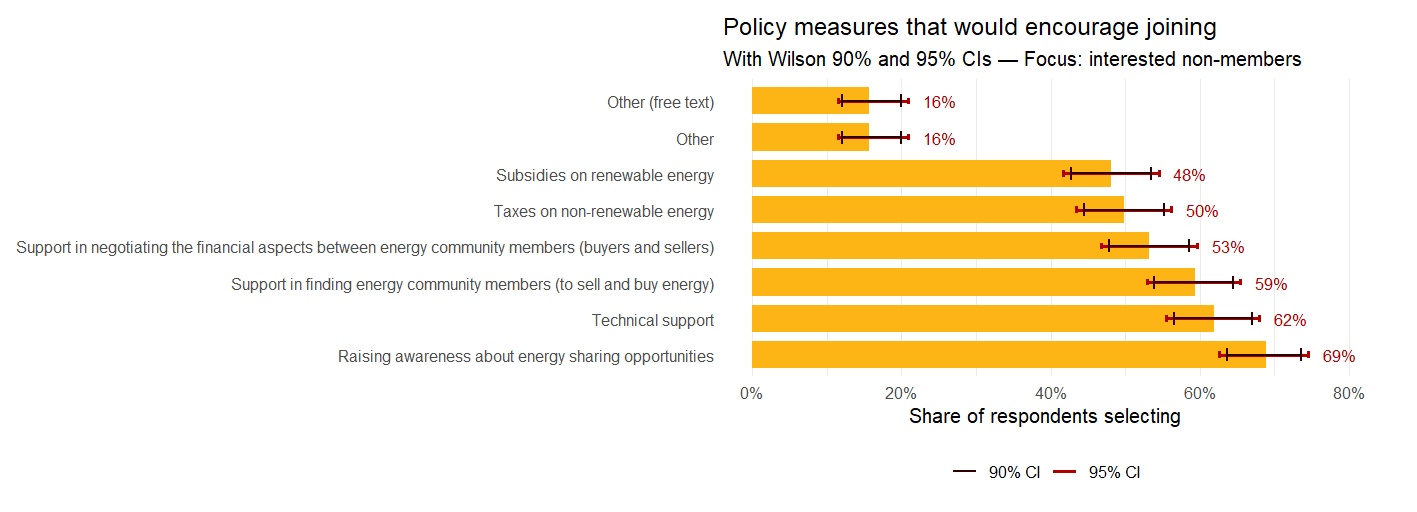 Policy measures that would encourage joining
With Wilson 90% and 95% CIs — Focus: interested non-members
Other (free text) 16%
Other 16%
Subsidies on renewable energy 48%
Taxes on non-renewable energy 50%
Support in negotiating the financial aspects between energy community members (buyers and sellers) 53%
Support in finding energy community members (to sell and buy energy) 59%
Technical support 62%
Raising awareness about energy sharing opportunities 69%
0% 20% 40% 60% 80%
Share of respondents selecting
90% CI 95% CI